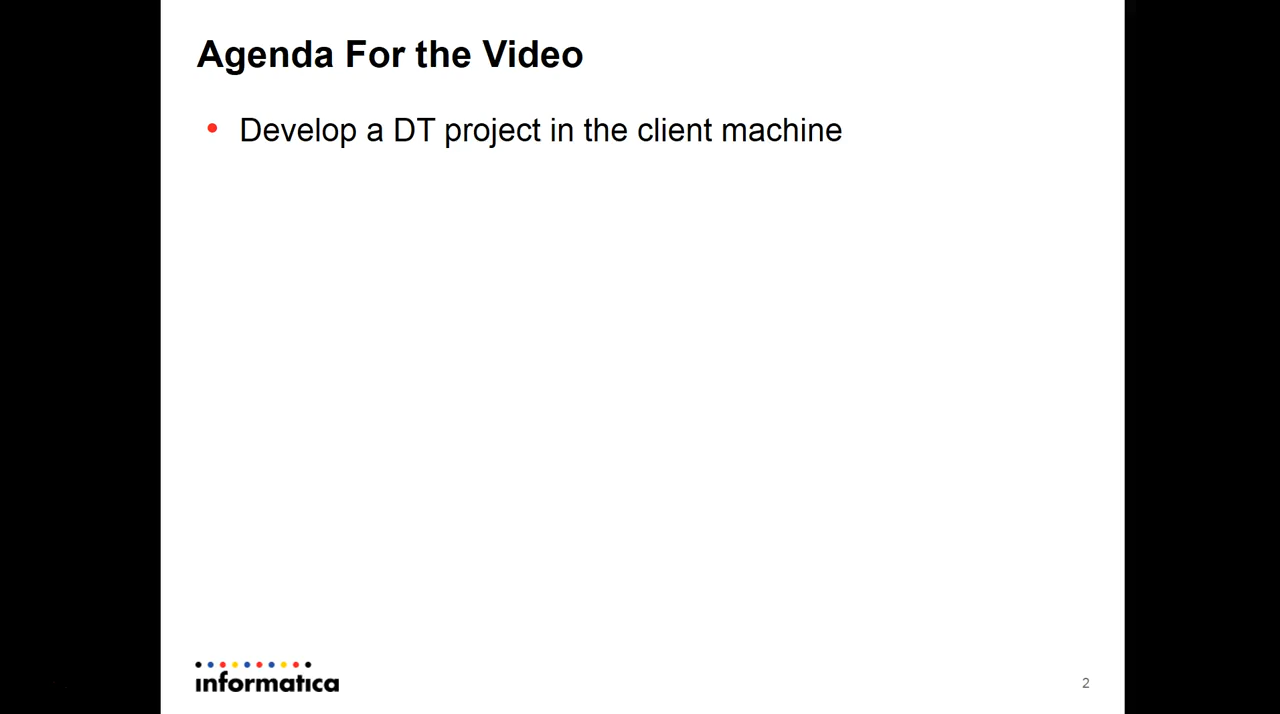 Agenda For the Video
• Develop a DT project in the client machine
informatica
2